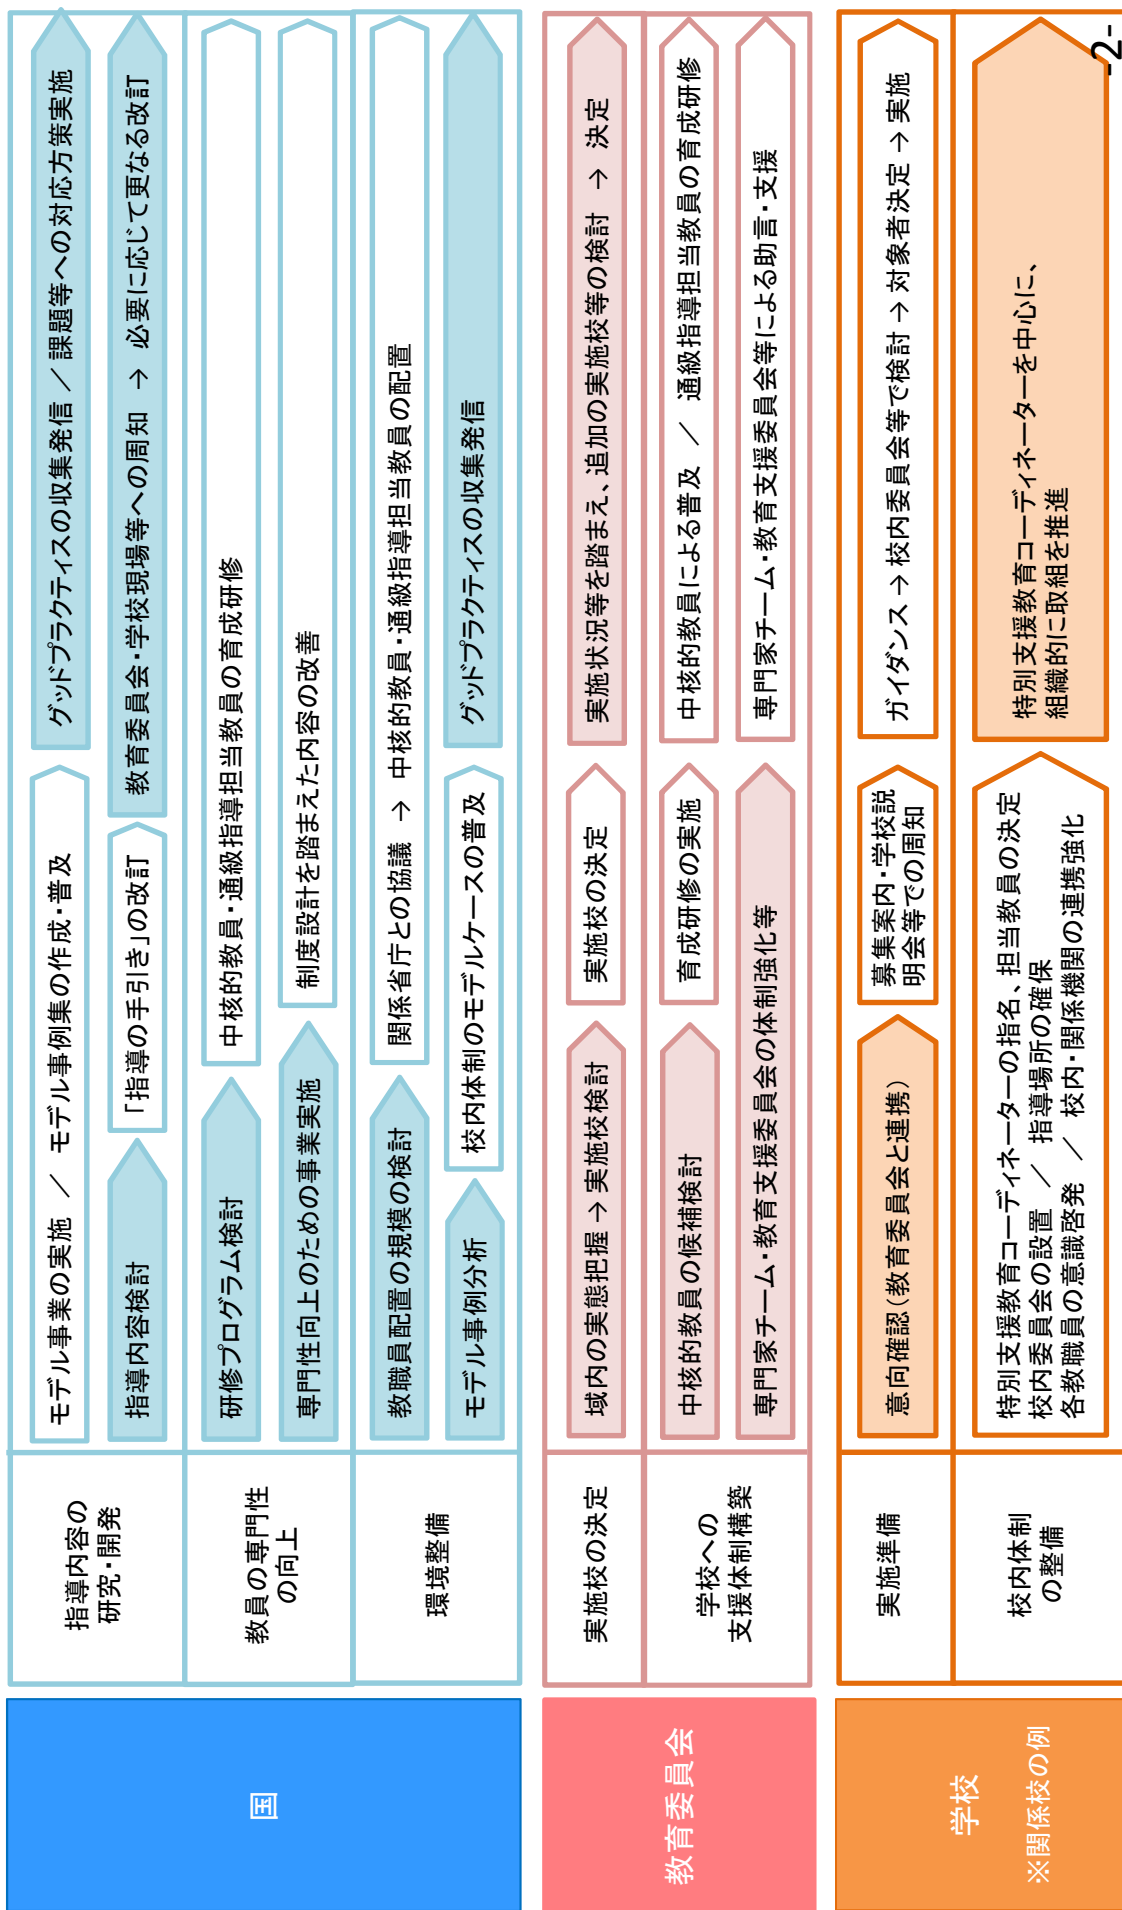 国
指導内容の
研究・開発
モデル事業の実施 ／ モデル事例集の作成・普及
グッドプラクティスの収集発信 ／ 課題等への対応方策実施
指導内容検討
「指導の手引き」の改訂
教育委員会・学校現場等への周知 → 必要に応じて更なる改訂
教員の専門性
の向上
研修プログラム検討
中核的教員・通級指導担当教員の育成研修
専門性向上のための事業実施
制度設計を踏まえた内容の改善
環境整備
教職員配置の規模の検討
関係省庁との協議 → 中核的教員・通級指導担当教員の配置
モデル事例分析
校内体制のモデルケースの普及
グッドプラクティスの収集発信
教育委員会
実施校の決定
域内の実態把握 → 実施校検討
実施校の決定
実施状況等を踏まえ、追加の実施校等の検討 → 決定
学校への
支援体制構築
中核的教員の候補検討
育成研修の実施
中核的教員による普及 ／ 通級指導担当教員の育成研修
専門家チーム・教育支援委員会の体制強化等
専門家チーム・教育支援委員会等による助言・支援
学校
※関係校の例
実施準備
意向確認（教育委員会と連携）
募集案内・学校説
明会等での周知
ガイダンス → 校内委員会等で検討 → 対象者決定 → 実施
校内体制
の整備
特別支援教育コーディネーターの指名、担当教員の決定
校内委員会の設置 ／ 指導場所の確保
各教職員の意識啓発 ／ 校内・関係機関の連携強化
特別支援教育コーディネーターを中心に、
組織的に取組を推進
-2-